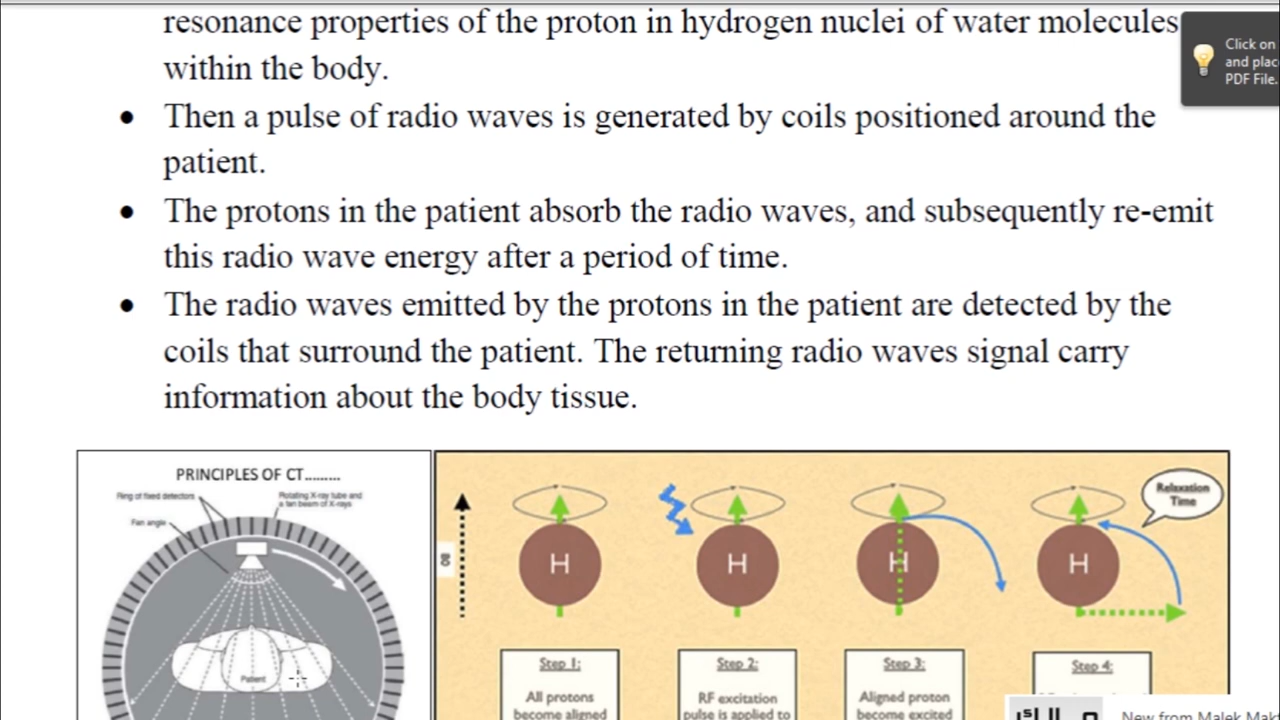 resonance properties of the proton in hydrogen nuclei of water molecules
within the body.
Click on
and plac
PDF File.
• Then a pulse of radio waves is generated by coils positioned around the
patient.
• The protons in the patient absorb the radio waves, and subsequently re-emit
this radio wave energy after a period of time.
• The radio waves emitted by the protons in the patient are detected by the
coils that surround the patient. The returning radio waves signal carry
information about the body tissue.
PRINCIPLES OF CT.........
Ring of fixed detectors
Rotating X-ray tube and
a fan beam of X-rays
Fan angle
Patient
H
H
H
H
Relaxation
Time
Step 1:
All protons
become aligned
Step 2:
RF excitation
pulse is applied to
Step 3:
Aligned proton
become excited
Step 4:
New from Malek Mak